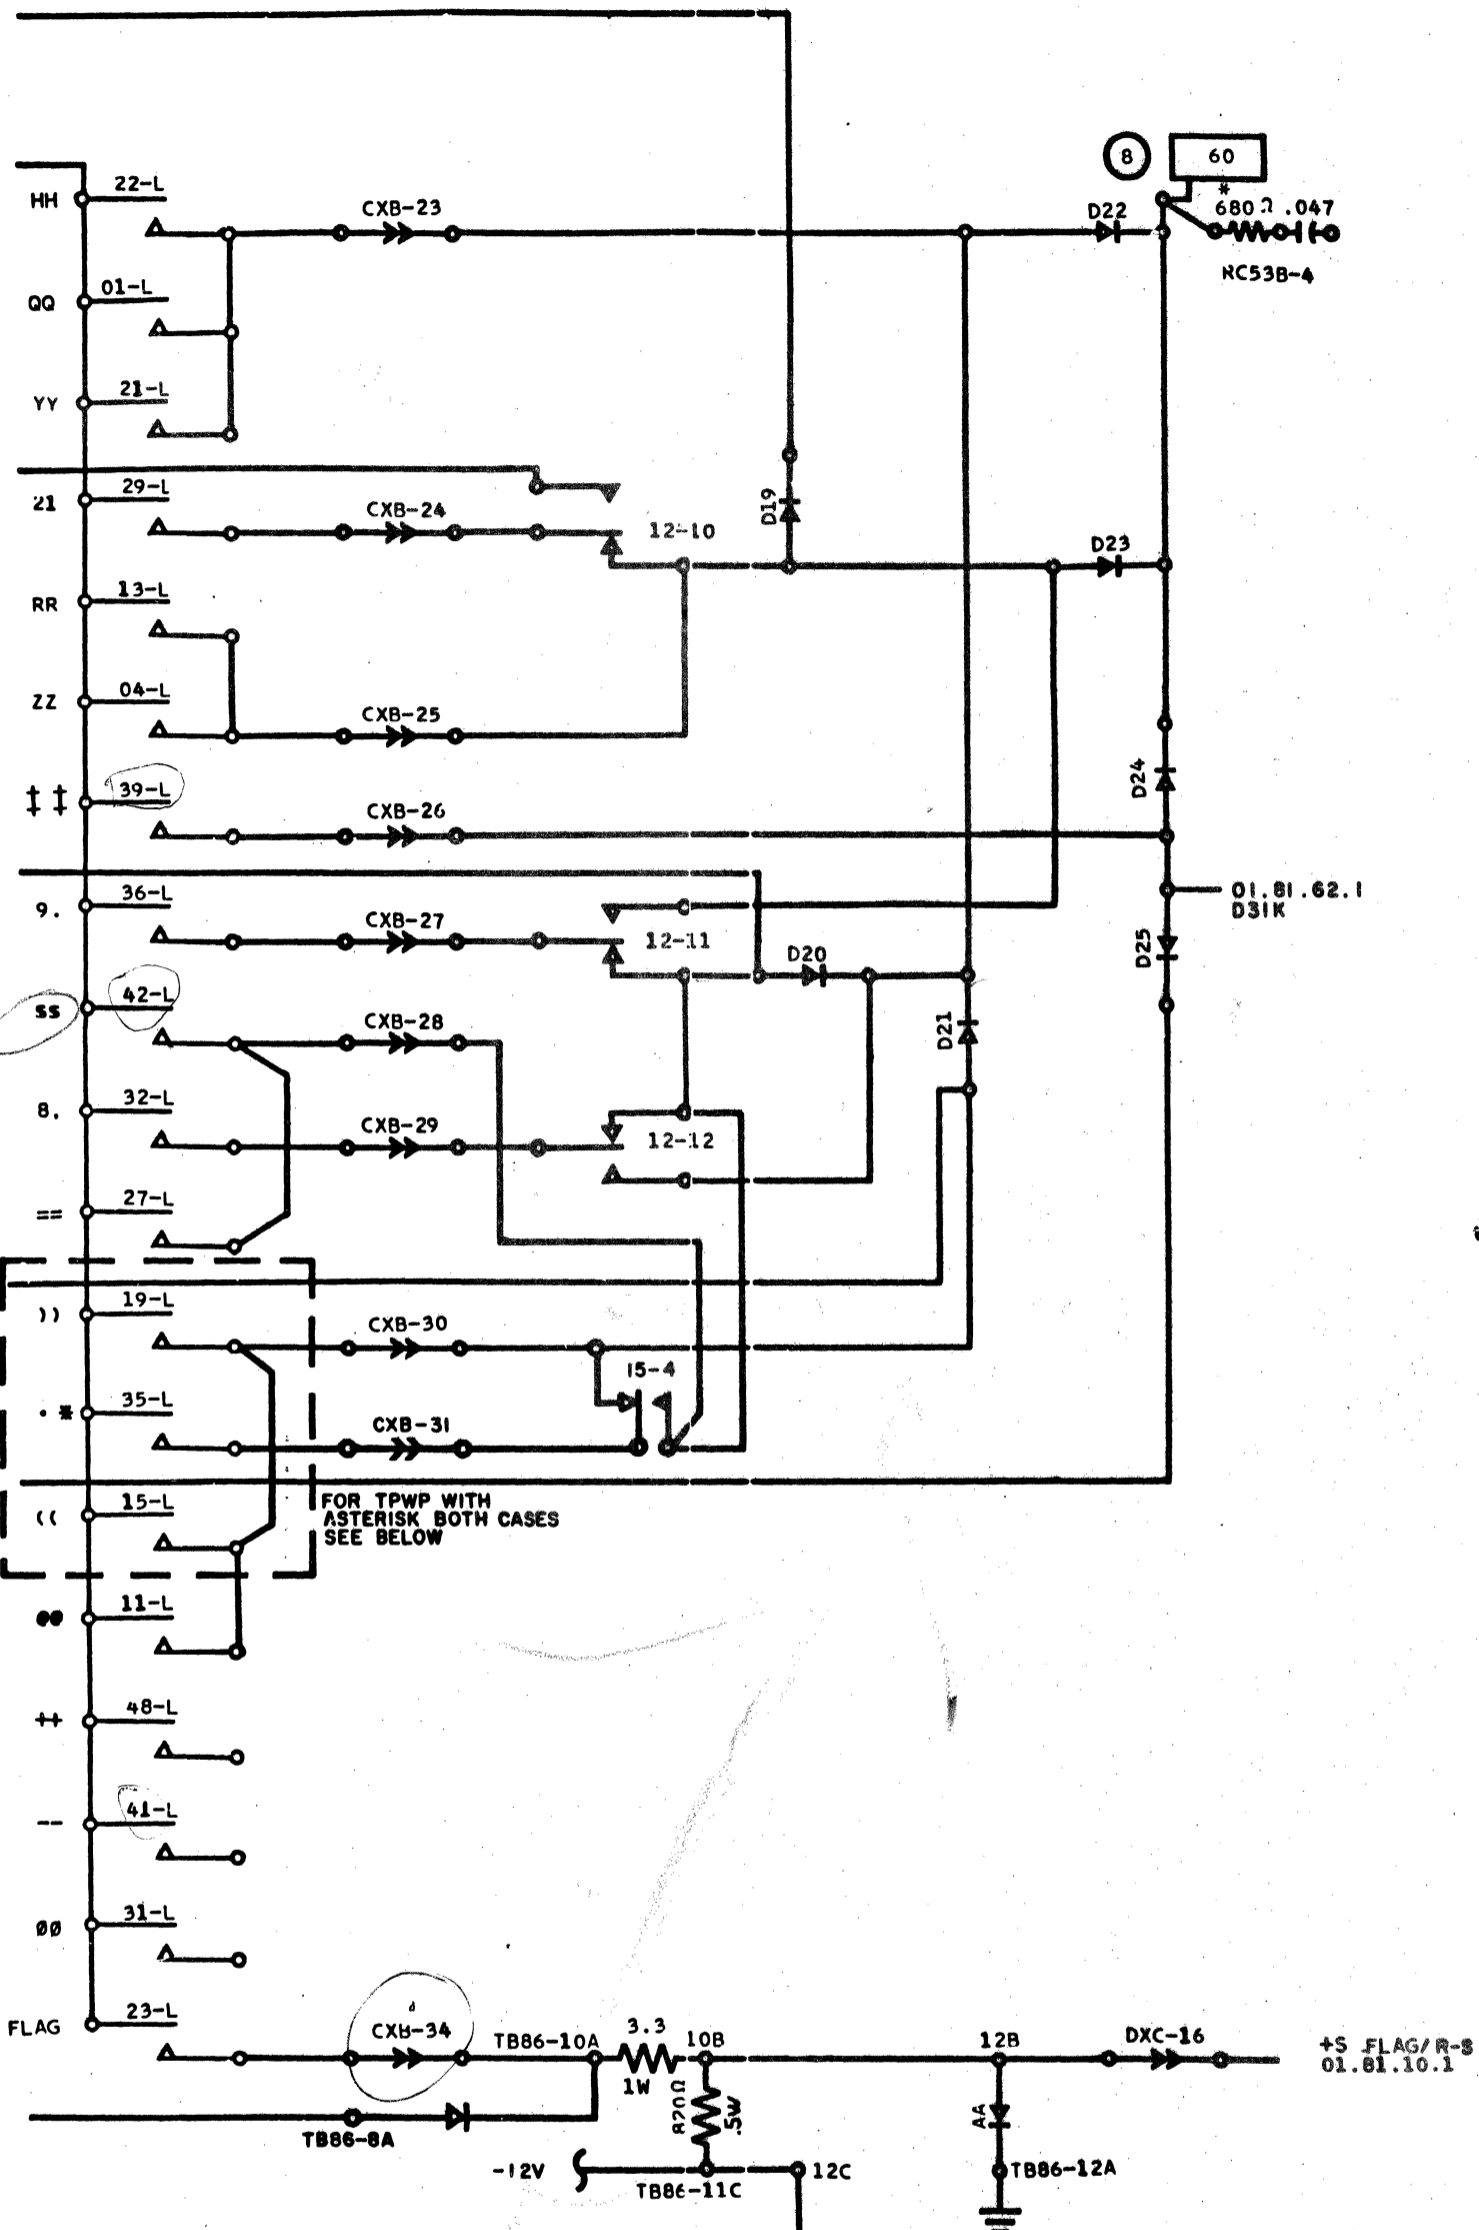 8 60
*
22-L
HH
CXB-23
D22
680Ω .047
RC53B-4
01-L
QQ
21-L
YY
29-L
21
CXB-24
12-10
D19
D23
13-L
RR
04-L
ZZ
CXB-25
39-L
‡ ‡
CXB-26
D24
01.81.62.1
D31K
36-L
9.
CXB-27
12-11
D20
D25
42-L
SS
CXB-28
D21
32-L
8.
CXB-29
12-12
27-L
==
19-L
))
CXB-30
15-4
35-L
. *
CXB-31
15-L
((
FOR TPWP WITH
ASTERISK BOTH CASES
SEE BELOW
11-L
@@
48-L
++
41-L
--
31-L
00
23-L
FLAG
CXB-34
TB86-10A
3.3
1W
10B
12B
DXC-16
+S FLAG/R-S
01.81.10.1
820Ω
.5W
AA
TB86-8A
-12V
TB86-11C
12C
TB86-12A